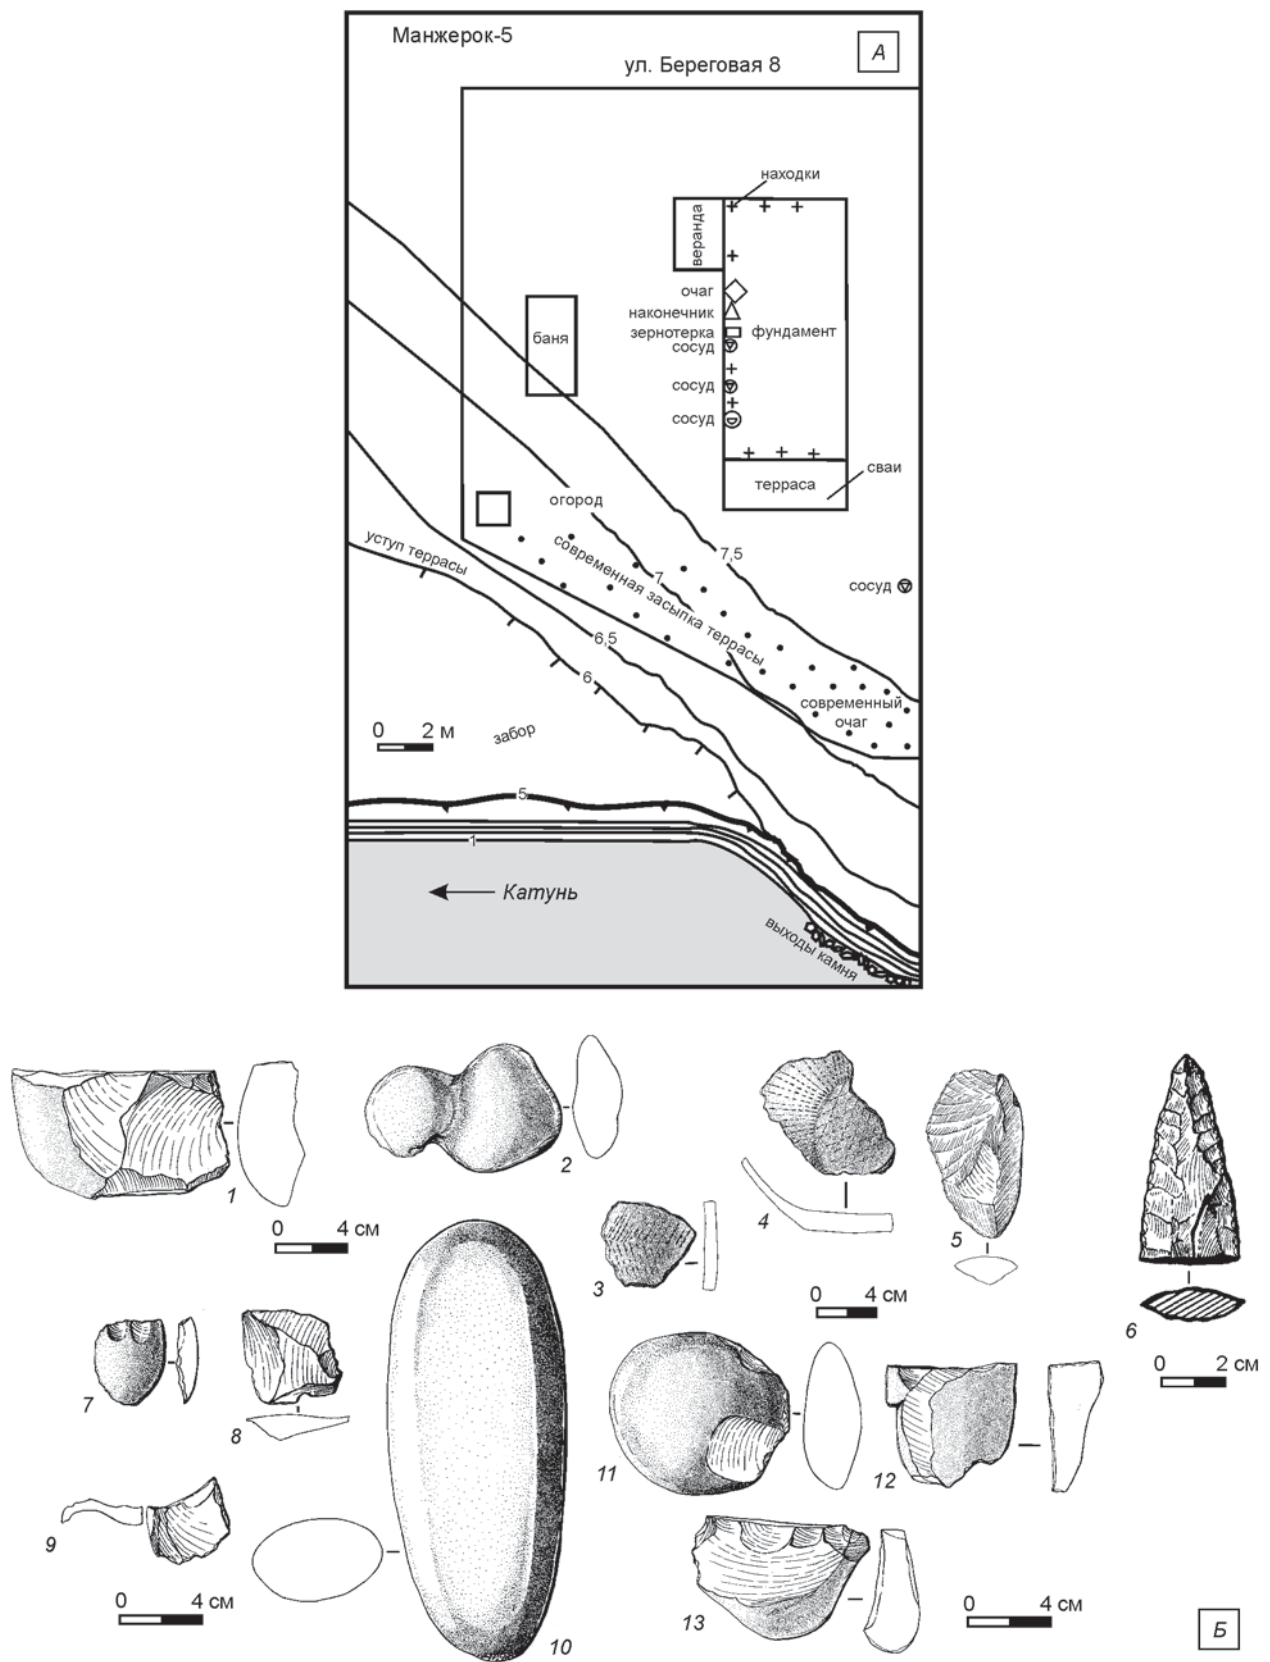 Манжерок-5
А
ул. Береговая 8
находки
веранда
очаг
наконечник
зернотерка
фундамент
сосуд
баня
сосуд
сосуд
сваи
терраса
огород
уступ террасы
современная засыпка террасы
7
7,5
сосуд
6,5
6
современный
очаг
0 2 м
забор
5
1
Катунь
выходы камня
1
2
3
4
5
6
0 4 см
0 4 см
0 2 см
7
8
9
10
11
12
13
0 4 см
0 4 см
Б